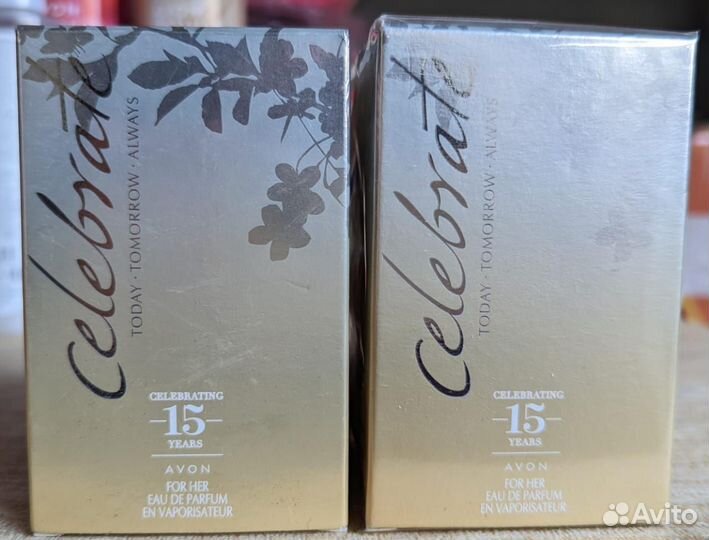 Celebrate
TODAY · TOMORROW · ALWAYS
CELEBRATING
15
YEARS
AVON
FOR HER
EAU DE PARFUM
EN VAPORISATEUR
Celebrate
TODAY · TOMORROW · ALWAYS
CELEBRATING
15
YEARS
AVON
FOR HER
EAU DE PARFUM
EN VAPORISATEUR
AVON
Avito